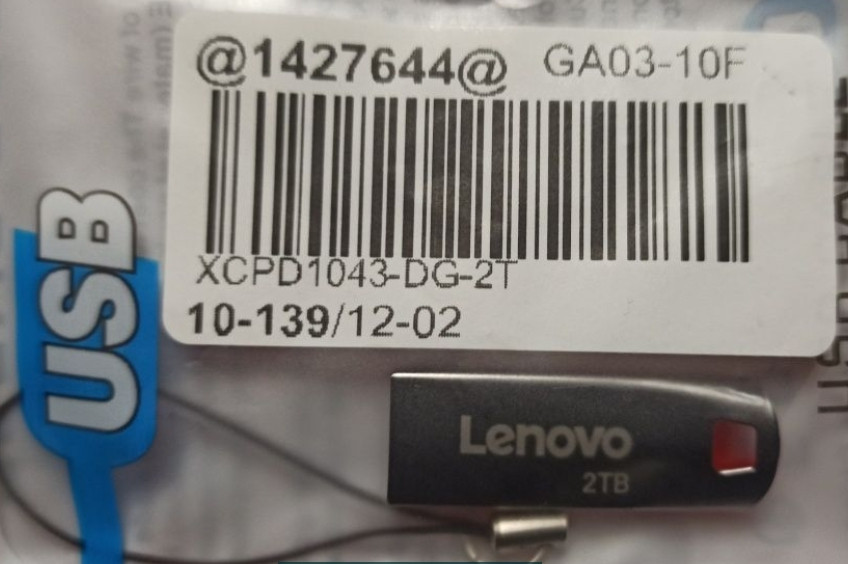 @1427644@ GA03-10F
XCPD1043-DG-2T
10-139/12-02
USB
Lenovo
2TB